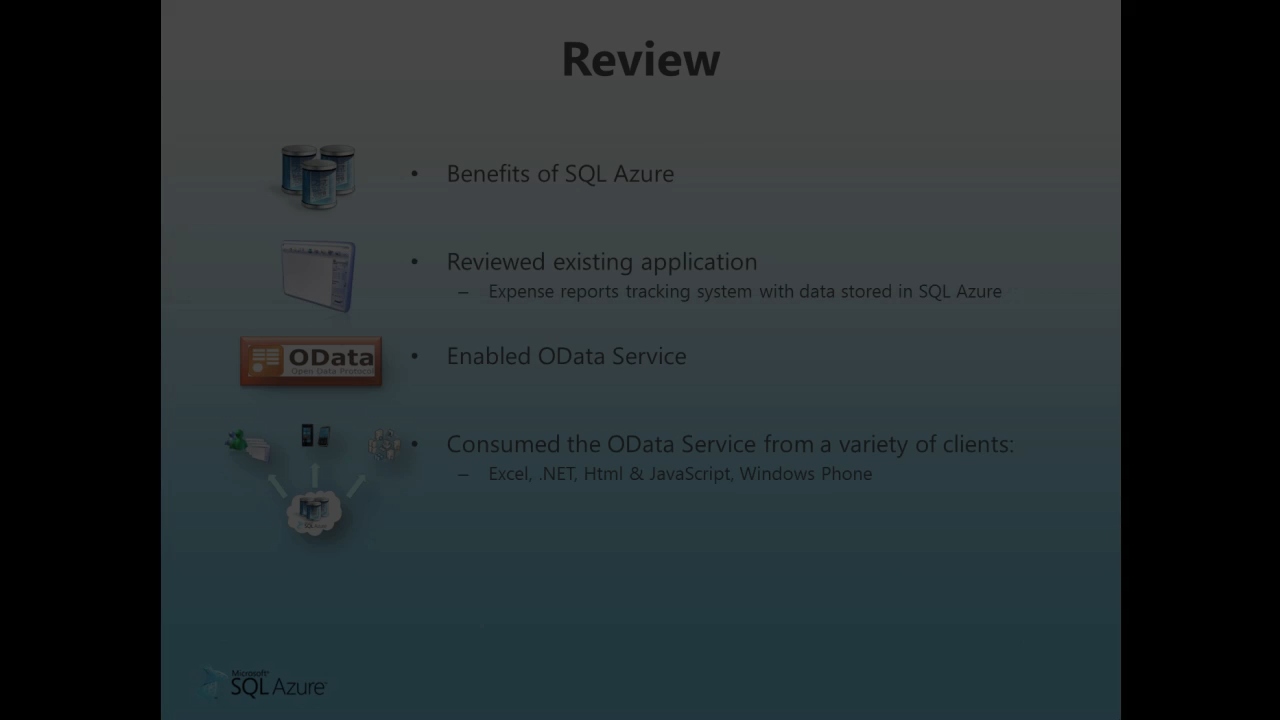 Review
• Benefits of SQL Azure
• Reviewed existing application
– Expense reports tracking system with data stored in SQL Azure
OData
Open Data Protocol
• Enabled OData Service
• Consumed the OData Service from a variety of clients:
– Excel, .NET, Html & JavaScript, Windows Phone
Microsoft®
SQL Azure™